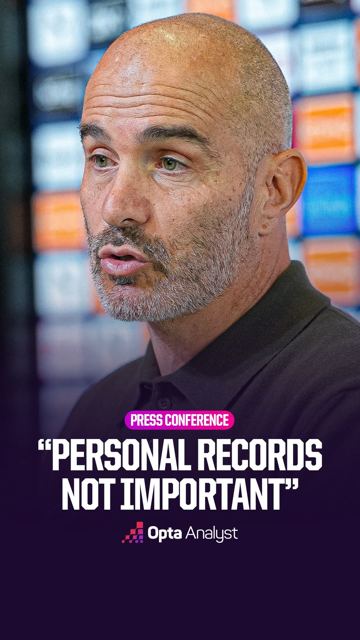 PRESS CONFERENCE
“PERSONAL RECORDS
NOT IMPORTANT”
Opta Analyst